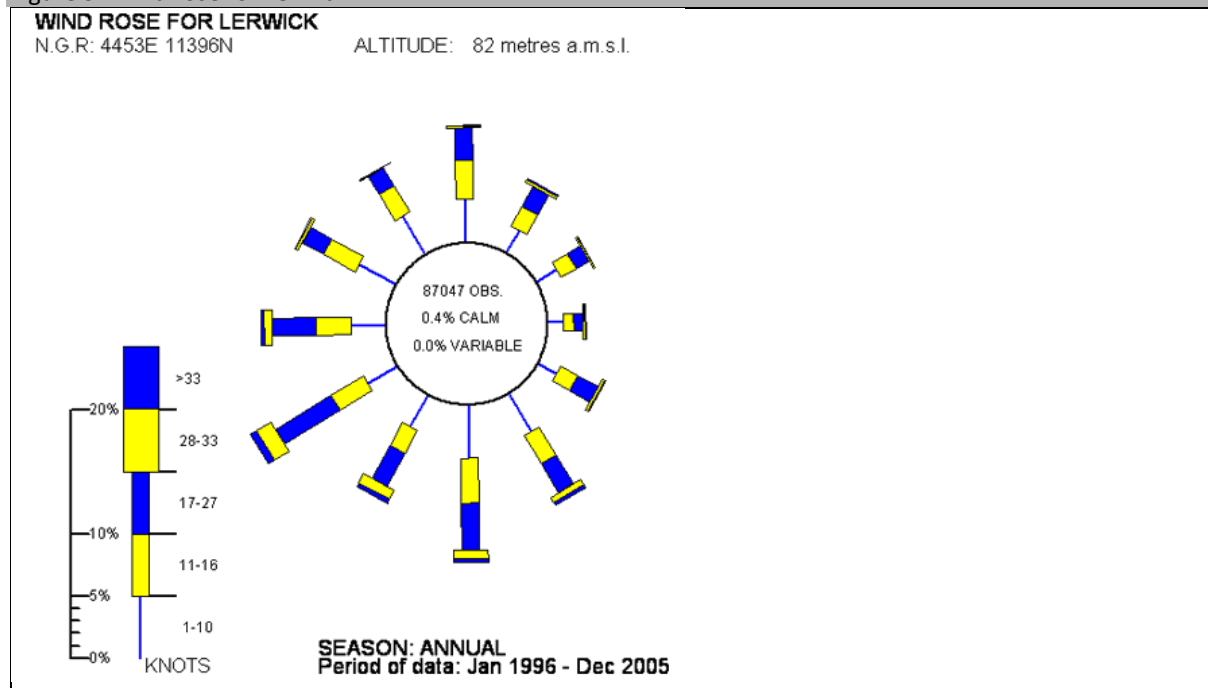 WIND ROSE FOR LERWICK
N.G.R: 4453E 11396N ALTITUDE: 82 metres a.m.s.l.
87047 OBS.
0.4% CALM
0.0% VARIABLE
>33
20%
28-33
17-27
10%
11-16
5%
1-10
0%
KNOTS
SEASON: ANNUAL
Period of data: Jan 1996 - Dec 2005